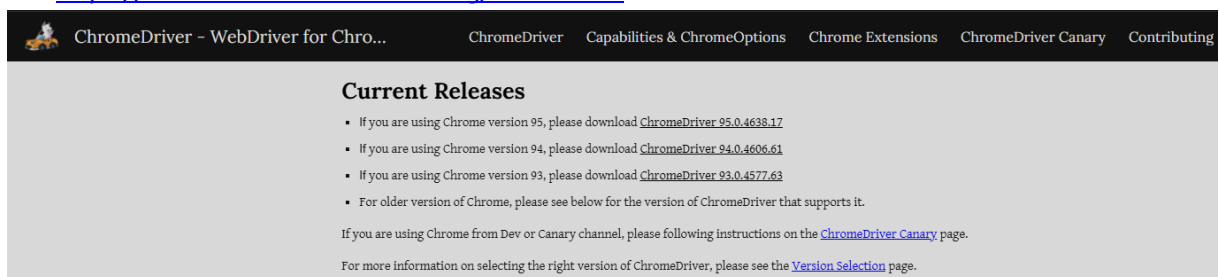 ChromeDriver - WebDriver for Chro... ChromeDriver Capabilities & ChromeOptions Chrome Extensions ChromeDriver Canary Contributing
Current Releases
If you are using Chrome version 95, please download ChromeDriver 95.0.4638.17
If you are using Chrome version 94, please download ChromeDriver 94.0.4606.61
If you are using Chrome version 93, please download ChromeDriver 93.0.4577.63
For older version of Chrome, please see below for the version of ChromeDriver that supports it.
If you are using Chrome from Dev or Canary channel, please following instructions on the ChromeDriver Canary page.
For more information on selecting the right version of ChromeDriver, please see the Version Selection page.